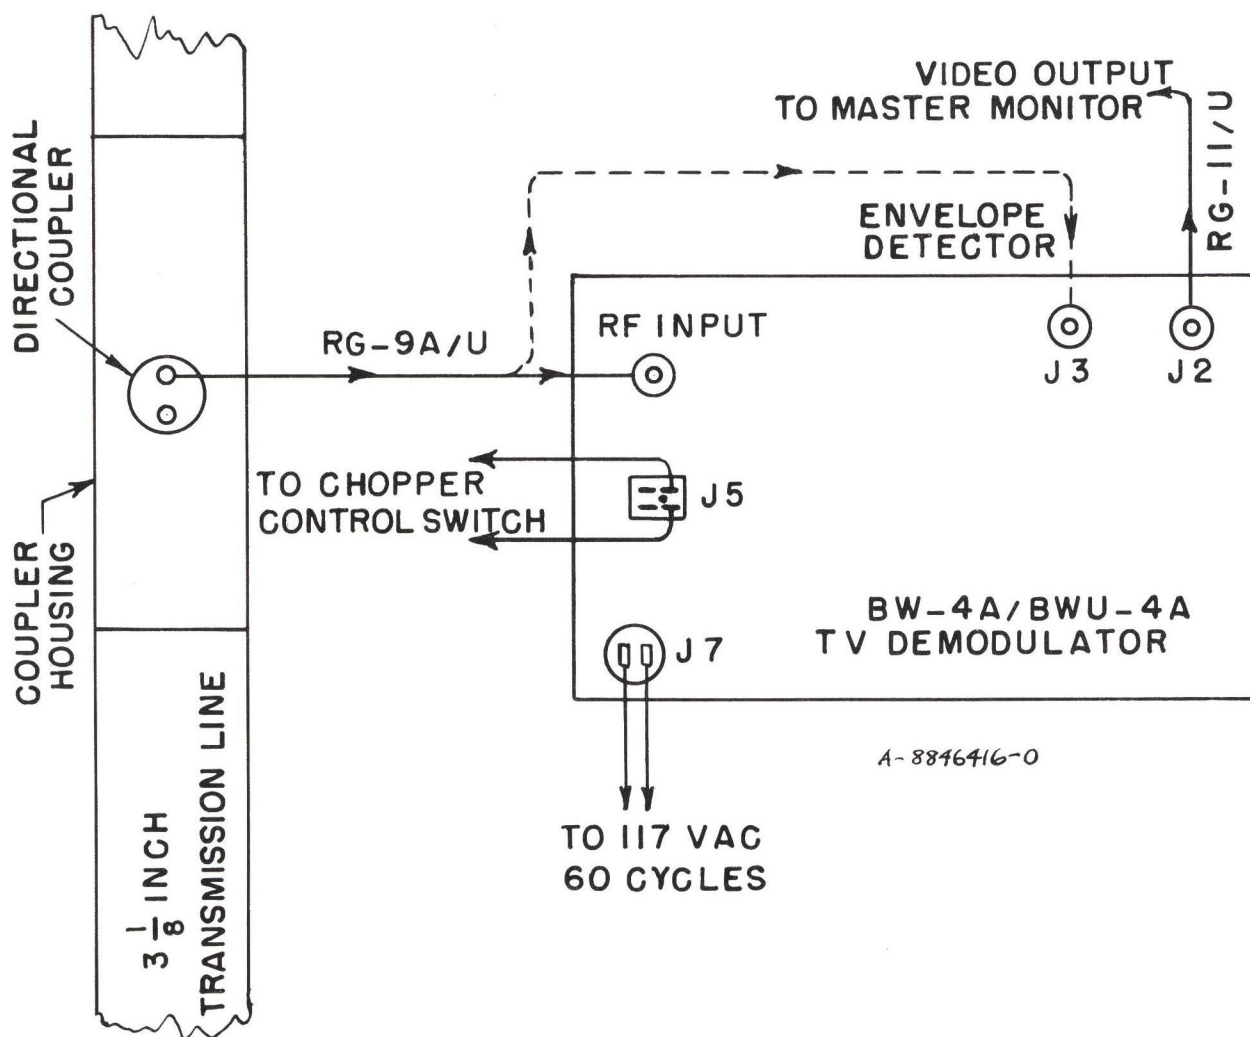 VIDEO OUTPUT
TO MASTER MONITOR
RG-11/U
DIRECTIONAL
COUPLER
ENVELOPE
DETECTOR
RG-9A/U
RF INPUT
J3
J2
TO CHOPPER
CONTROL SWITCH
J5
COUPLER
HOUSING
BW-4A/BWU-4A
TV DEMODULATOR
J7
A-8846416-0
TO 117 VAC
60 CYCLES
3 1/8 INCH
TRANSMISSION LINE